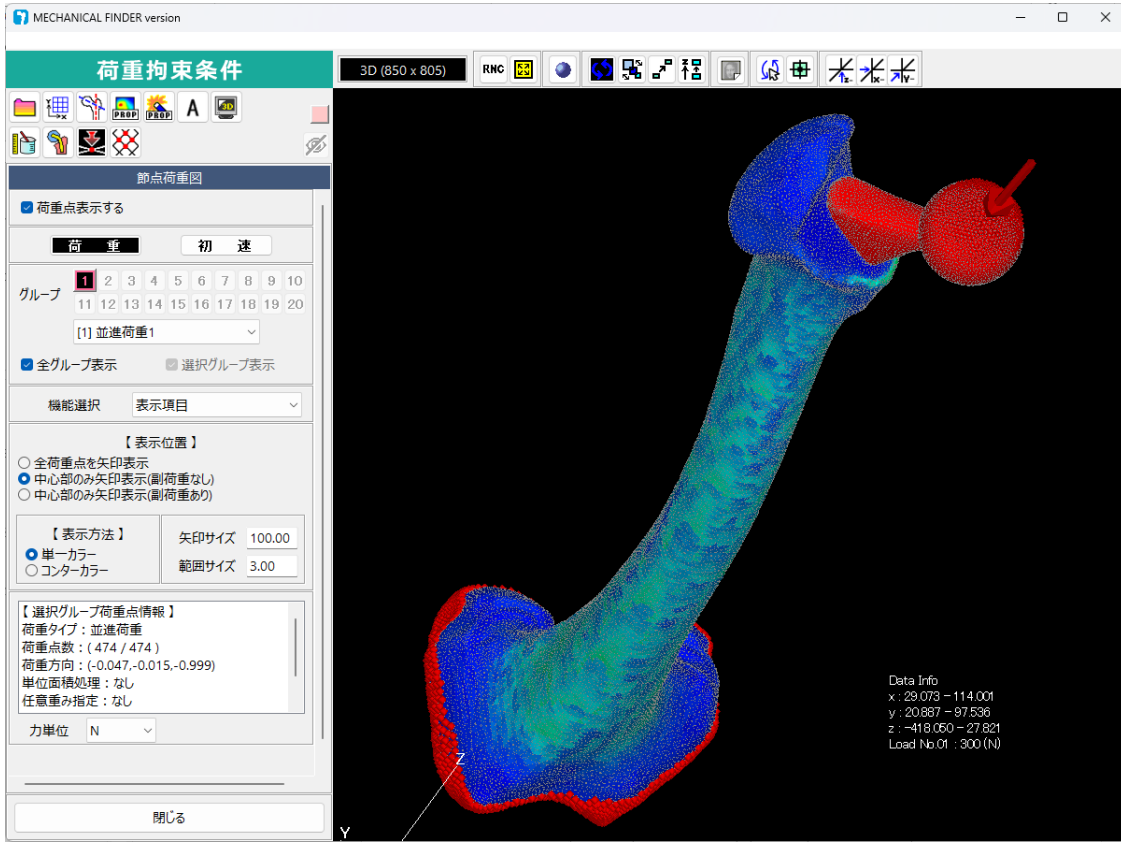 MECHANICAL FINDER version
荷重拘束条件
3D (850 x 805)
RNC
Z-
X-
Y-
PROP
PROP
A
3D
節点荷重図
荷重点表示する
荷 重
初 速
グループ
1 2 3 4 5 6 7 8 9 10
11 12 13 14 15 16 17 18 19 20
[1] 並進荷重1
全グループ表示
選択グループ表示
機能選択
表示項目
【 表示位置 】
全荷重点を矢印表示
中心部のみ矢印表示(副荷重なし)
中心部のみ矢印表示(副荷重あり)
【 表示方法 】
単一カラー
コンターカラー
矢印サイズ 100.00
範囲サイズ 3.00
【 選択グループ荷重点情報 】
荷重タイプ : 並進荷重
荷重点数 : ( 474 / 474 )
荷重方向 : (-0.047,-0.015,-0.999)
単位面積処理 : なし
任意重み指定 : なし
力単位 N
閉じる
Data Info
x : 29.073 − 114.001
y : 20.887 − 97.536
z : −418.050 − 27.821
Load No.01 : 300 (N)
Z
Y